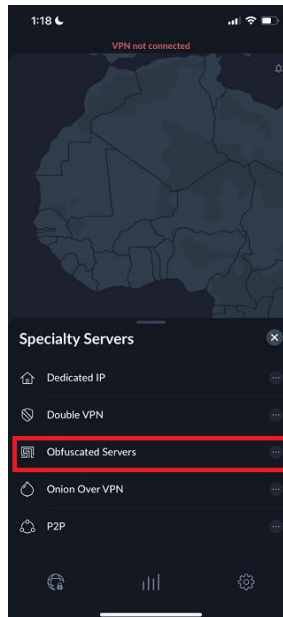 1:18
VPN not connected
Specialty Servers
Dedicated IP
Double VPN
Obfuscated Servers
Onion Over VPN
P2P